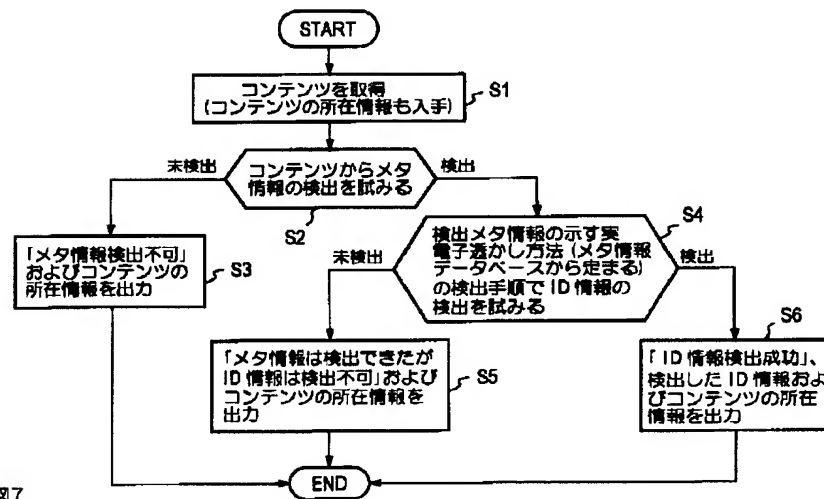 START
コンテンツを取得
(コンテンツの所在情報も入手)
S1
未検出
コンテンツからメタ
情報の検出を試みる
検出
S2
「メタ情報検出不可」
およびコンテンツの
所在情報を出力
S3
未検出
検出メタ情報の示す実
電子透かし方法(メタ情報
データベースから定まる)
の検出手順でID情報の
検出を試みる
S4
検出
「メタ情報は検出できたが
ID情報は検出不可」および
コンテンツの所在情報を
出力
S5
S6
「ID情報検出成功」、
検出したID情報およ
びコンテンツの所在
情報を出力
END
図7